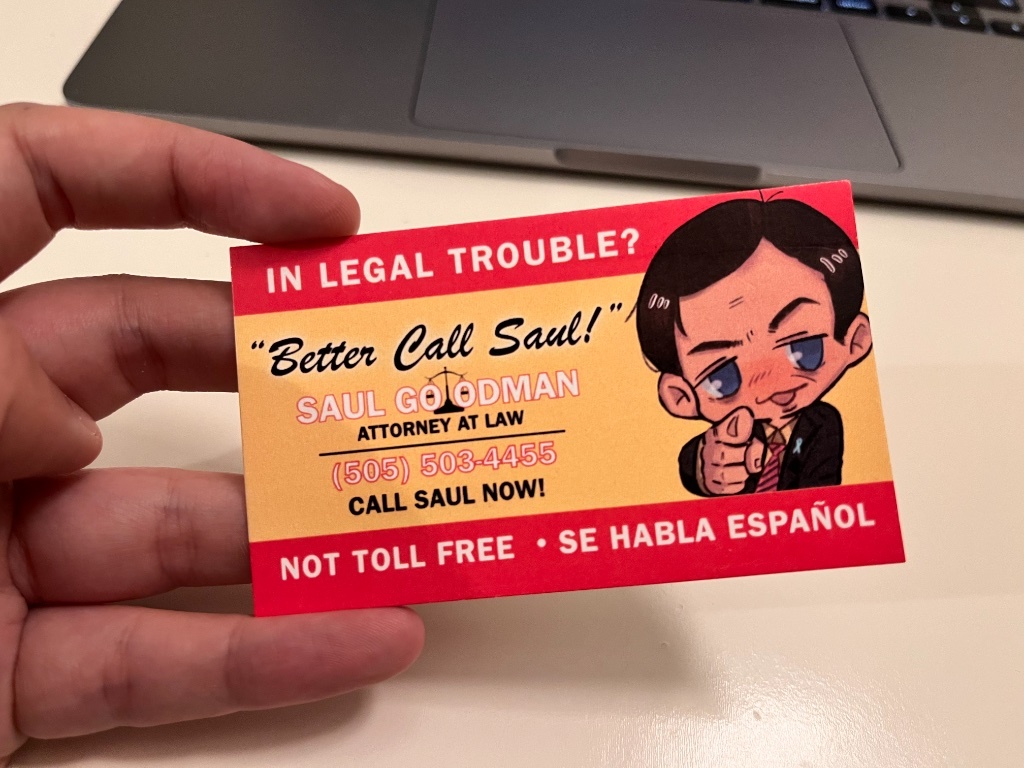 IN LEGAL TROUBLE?
“Better Call Saul!”
SAUL GOODMAN
ATTORNEY AT LAW
(505) 503-4455
CALL SAUL NOW!
NOT TOLL FREE • SE HABLA ESPAÑOL